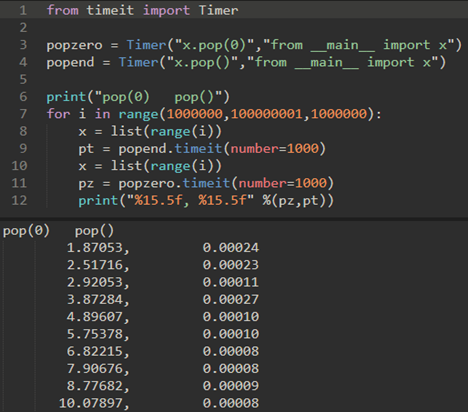 1 from timeit import Timer
2
3 popzero = Timer("x.pop(0)","from __main__ import x")
4 popend = Timer("x.pop()","from __main__ import x")
5
6 print("pop(0)   pop()")
7 for i in range(1000000,100000001,1000000):
8     x = list(range(i))
9     pt = popend.timeit(number=1000)
10     x = list(range(i))
11     pz = popzero.timeit(number=1000)
12     print("%15.5f, %15.5f" %(pz,pt))
pop(0)   pop()
        1.87053,         0.00024
        2.51716,         0.00023
        2.92053,         0.00011
        3.87284,         0.00027
        4.89607,         0.00010
        5.75378,         0.00010
        6.82215,         0.00008
        7.90676,         0.00008
        8.77682,         0.00009
       10.07897,         0.00008